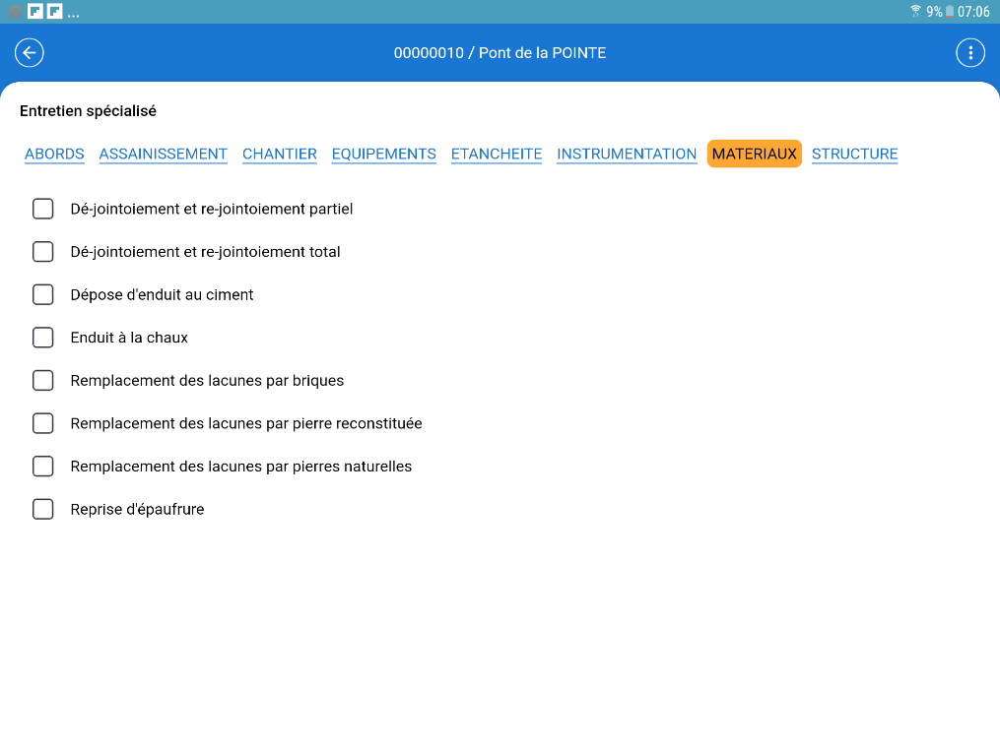 ... 9% 07:06
00000010 / Pont de la POINTE
Entretien spécialisé
ABORDS ASSAINISSEMENT CHANTIER EQUIPEMENTS ETANCHEITE INSTRUMENTATION MATERIAUX STRUCTURE
Dé-jointoiement et re-jointoiement partiel
Dé-jointoiement et re-jointoiement total
Dépose d'enduit au ciment
Enduit à la chaux
Remplacement des lacunes par briques
Remplacement des lacunes par pierre reconstituée
Remplacement des lacunes par pierres naturelles
Reprise d'épaufrure